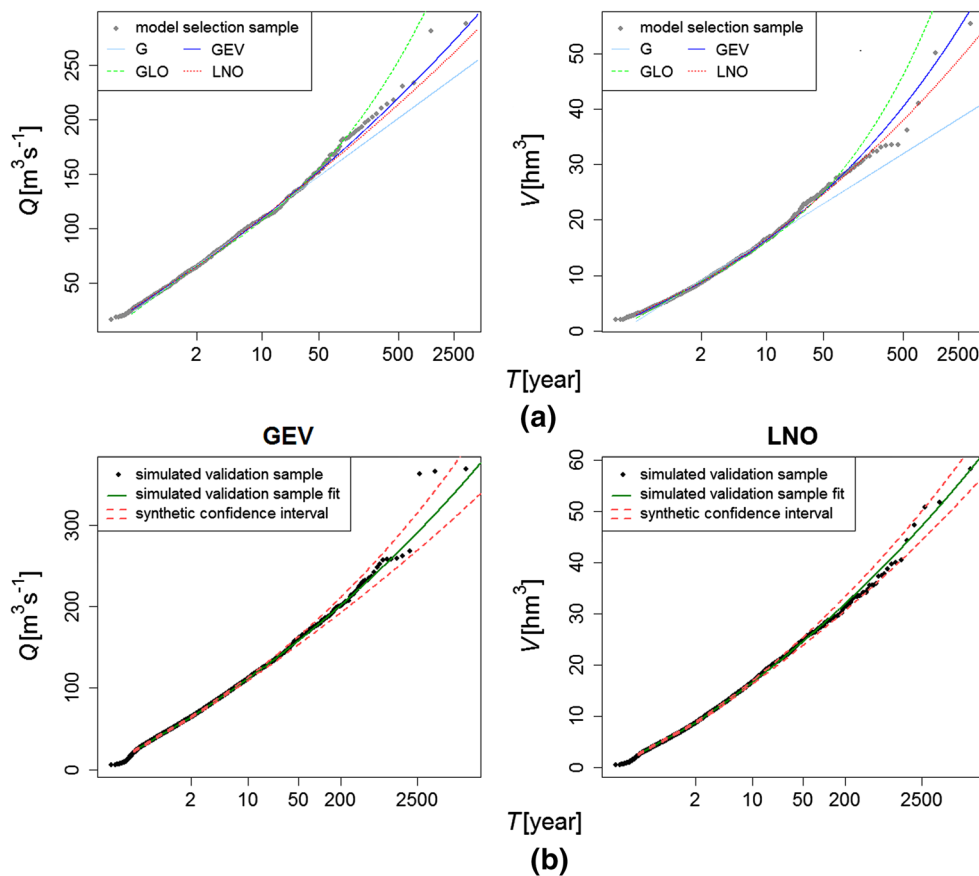 model selection sample
G GEV
GLO LNO
Q[m³s⁻¹]
50 100 150 200 250
2 10 50 500 2500
model selection sample
G GEV
GLO LNO
V[hm³]
0 10 20 30 40 50
2 10 50 500 2500
T[year]
(a)
GEV
simulated validation sample
simulated validation sample fit
synthetic confidence interval
Q[m³s⁻¹]
0 100 200 300
2 10 50 200 2500
LNO
simulated validation sample
simulated validation sample fit
synthetic confidence interval
V[hm³]
0 10 20 30 40 50 60
2 10 50 200 2500
T[year]
(b)